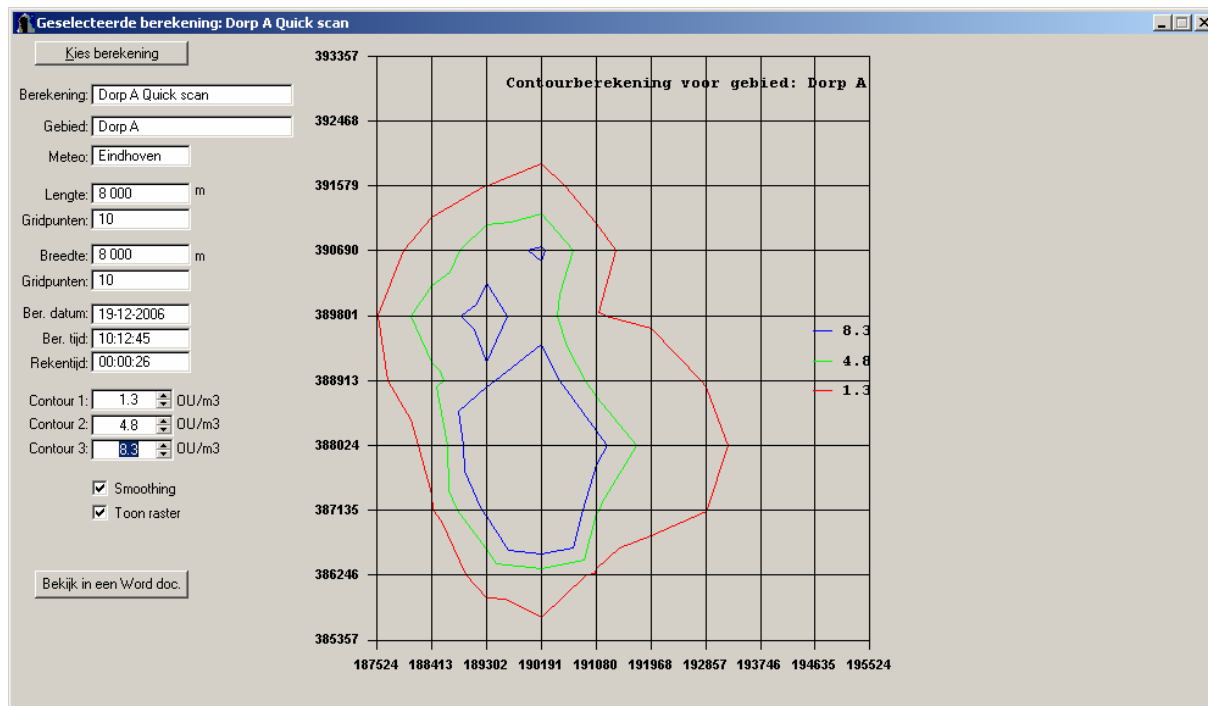 Geselecteerde berekening: Dorp A Quick scan
Kies berekening
Berekening: Dorp A Quick scan
Gebied: Dorp A
Meteo: Eindhoven
Lengte: 8 000 m
Gridpunten: 10
Breedte: 8 000 m
Gridpunten: 10
Ber. datum: 19-12-2006
Ber. tijd: 10:12:45
Rekentijd: 00:00:26
Contour 1: 1.3 OU/m3
Contour 2: 4.8 OU/m3
Contour 3: 8.3 OU/m3
Smoothing
Toon raster
Bekijk in een Word doc.
Contourberekening voor gebied: Dorp A
393357
392468
391579
390690
389801
388913
388024
387135
386246
385357
187524 188413 189302 190191 191080 191968 192857 193746 194635 195524
8.3
4.8
1.3